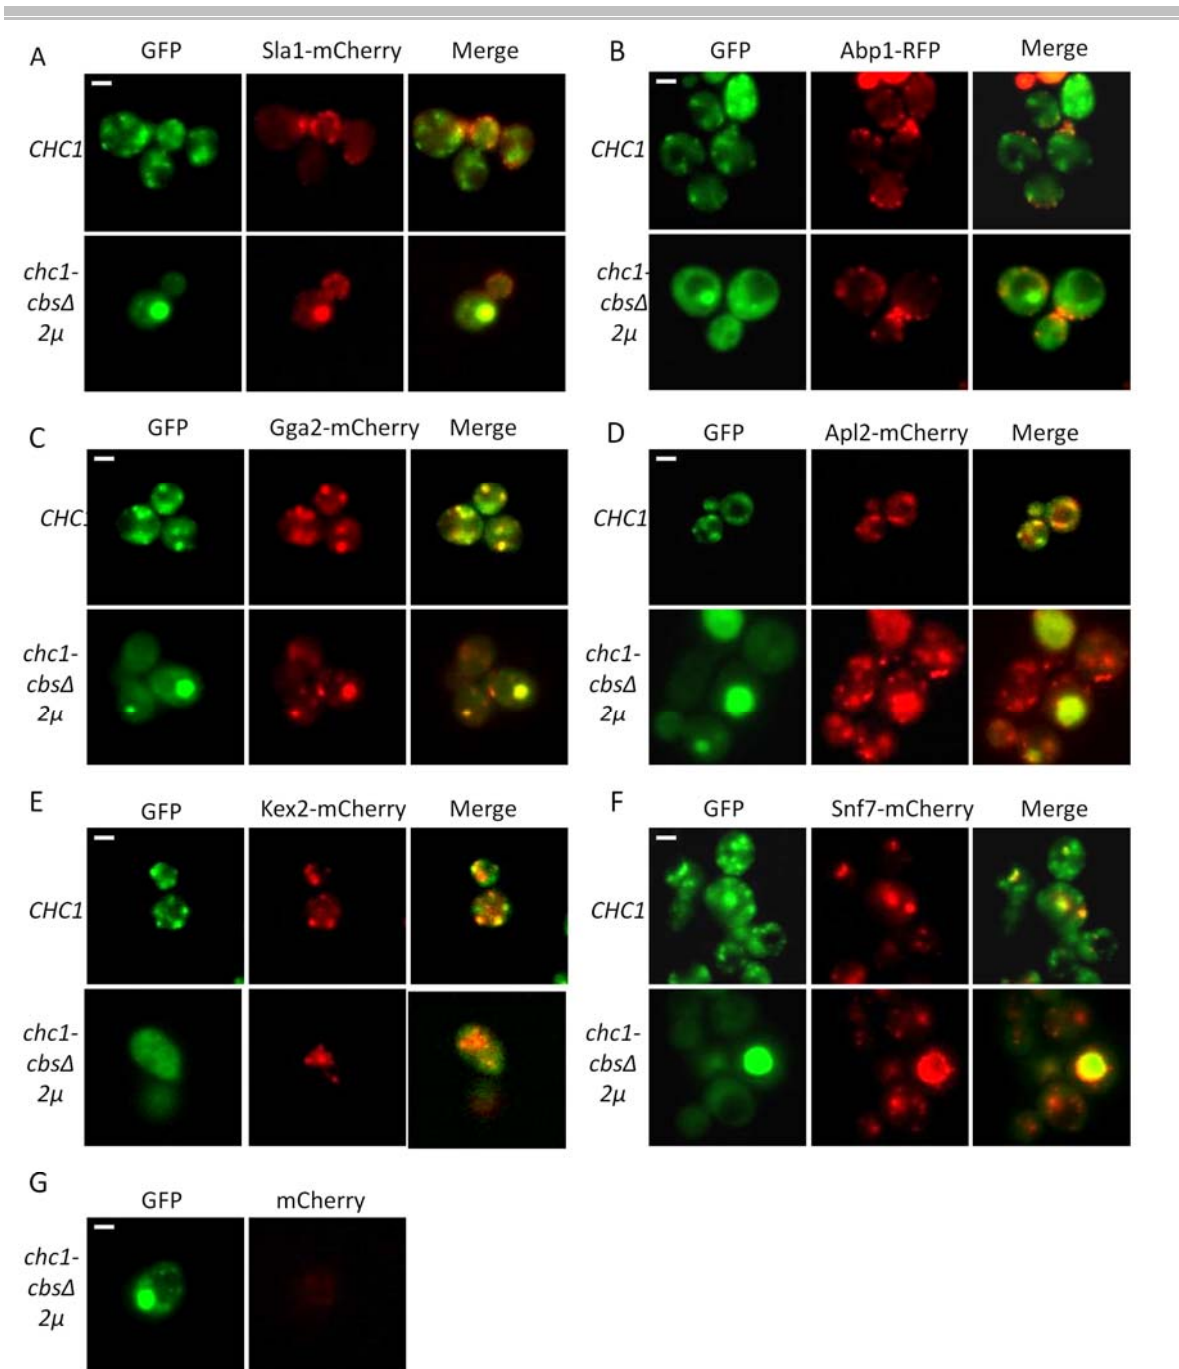 A GFP Sla1-mCherry Merge
CHC1
chc1-
cbsΔ
2μ
B GFP Abp1-RFP Merge
CHC1
chc1-
cbsΔ
2μ
C GFP Gga2-mCherry Merge
CHC1
chc1-
cbsΔ
2μ
D GFP Apl2-mCherry Merge
CHC1
chc1-
cbsΔ
2μ
E GFP Kex2-mCherry Merge
CHC1
chc1-
cbsΔ
2μ
F GFP Snf7-mCherry Merge
CHC1
chc1-
cbsΔ
2μ
G GFP mCherry
chc1-
cbsΔ
2μ